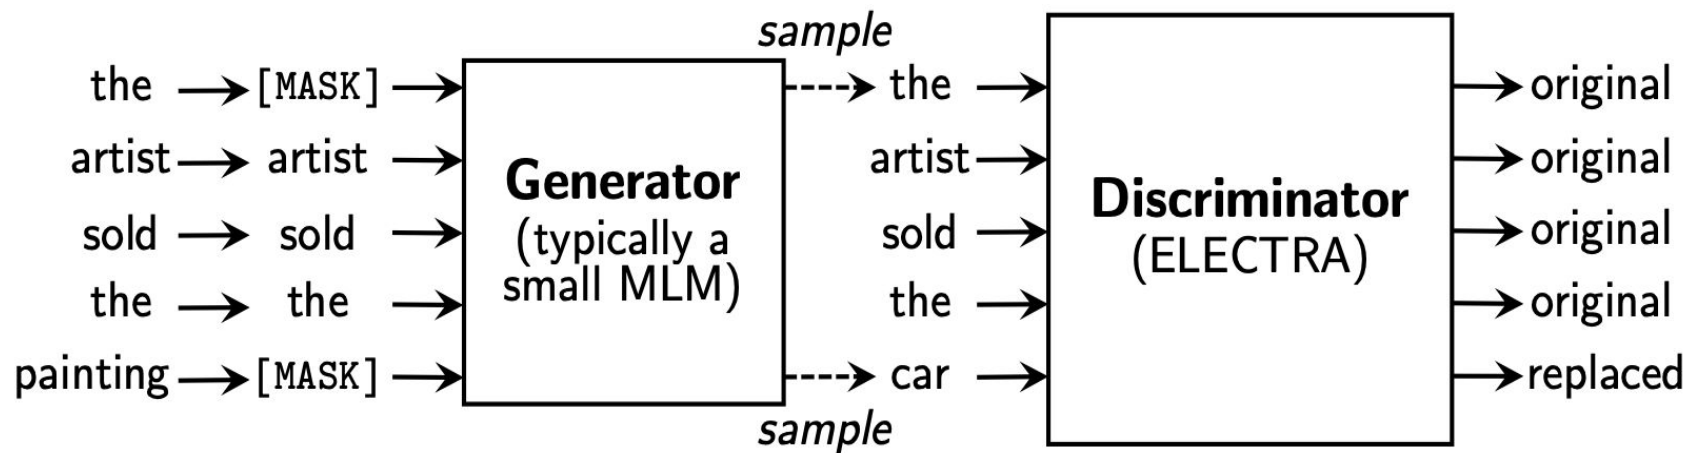 sample
the [MASK] the original
artist artist artist original
Generator
(typically a
small MLM)
Discriminator
(ELECTRA)
sold sold sold original
the the the original
painting [MASK] car replaced
sample